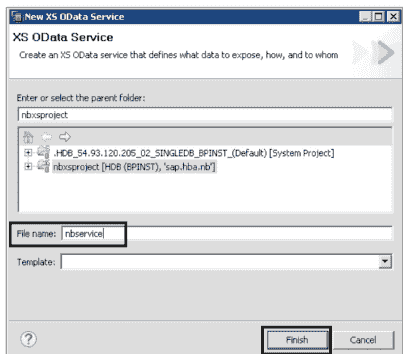 New XS OData Service
XS OData Service
Create an XS OData service that defines what data to expose, how, and to whom
Enter or select the parent folder:
nbxsproject
.HDB_54.93.120.205_02_SINGLEDB_BPINST_(Default) [System Project]
nbxsproject [HDB (BPINST), 'sap.hba.nb']
File name: nbservice
Template:
Finish Cancel